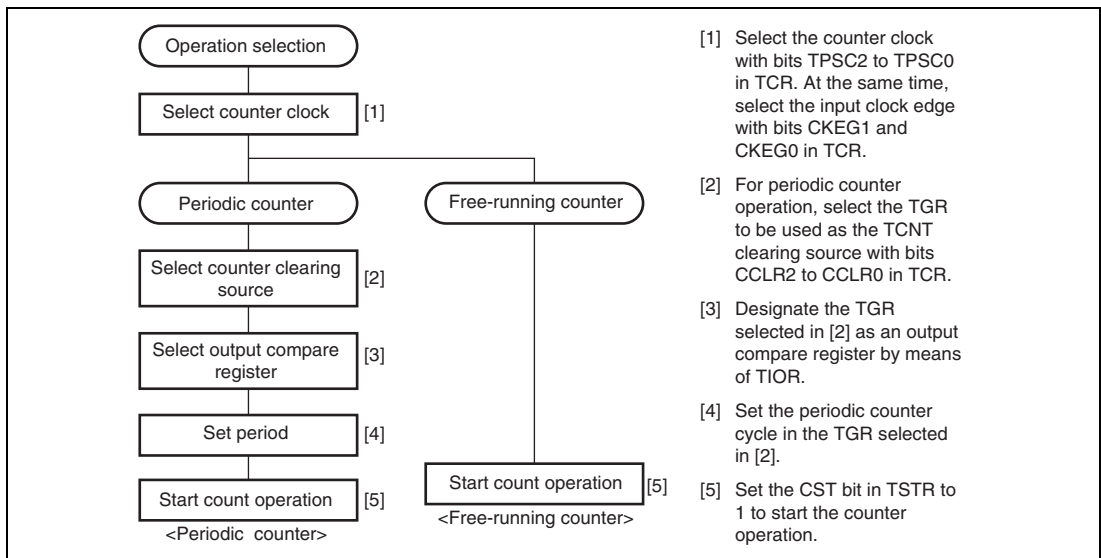 Operation selection
Select counter clock
[1]
Periodic counter
Free-running counter
Select counter clearing
source
[2]
Select output compare
register
[3]
Set period
[4]
Start count operation
[5]
<Periodic counter>
Start count operation
[5]
<Free-running counter>
[1] Select the counter clock
with bits TPSC2 to TPSC0
in TCR. At the same time,
select the input clock edge
with bits CKEG1 and
CKEG0 in TCR.
[2] For periodic counter
operation, select the TGR
to be used as the TCNT
clearing source with bits
CCLR2 to CCLR0 in TCR.
[3] Designate the TGR
selected in [2] as an output
compare register by means
of TIOR.
[4] Set the periodic counter
cycle in the TGR selected
in [2].
[5] Set the CST bit in TSTR to
1 to start the counter
operation.